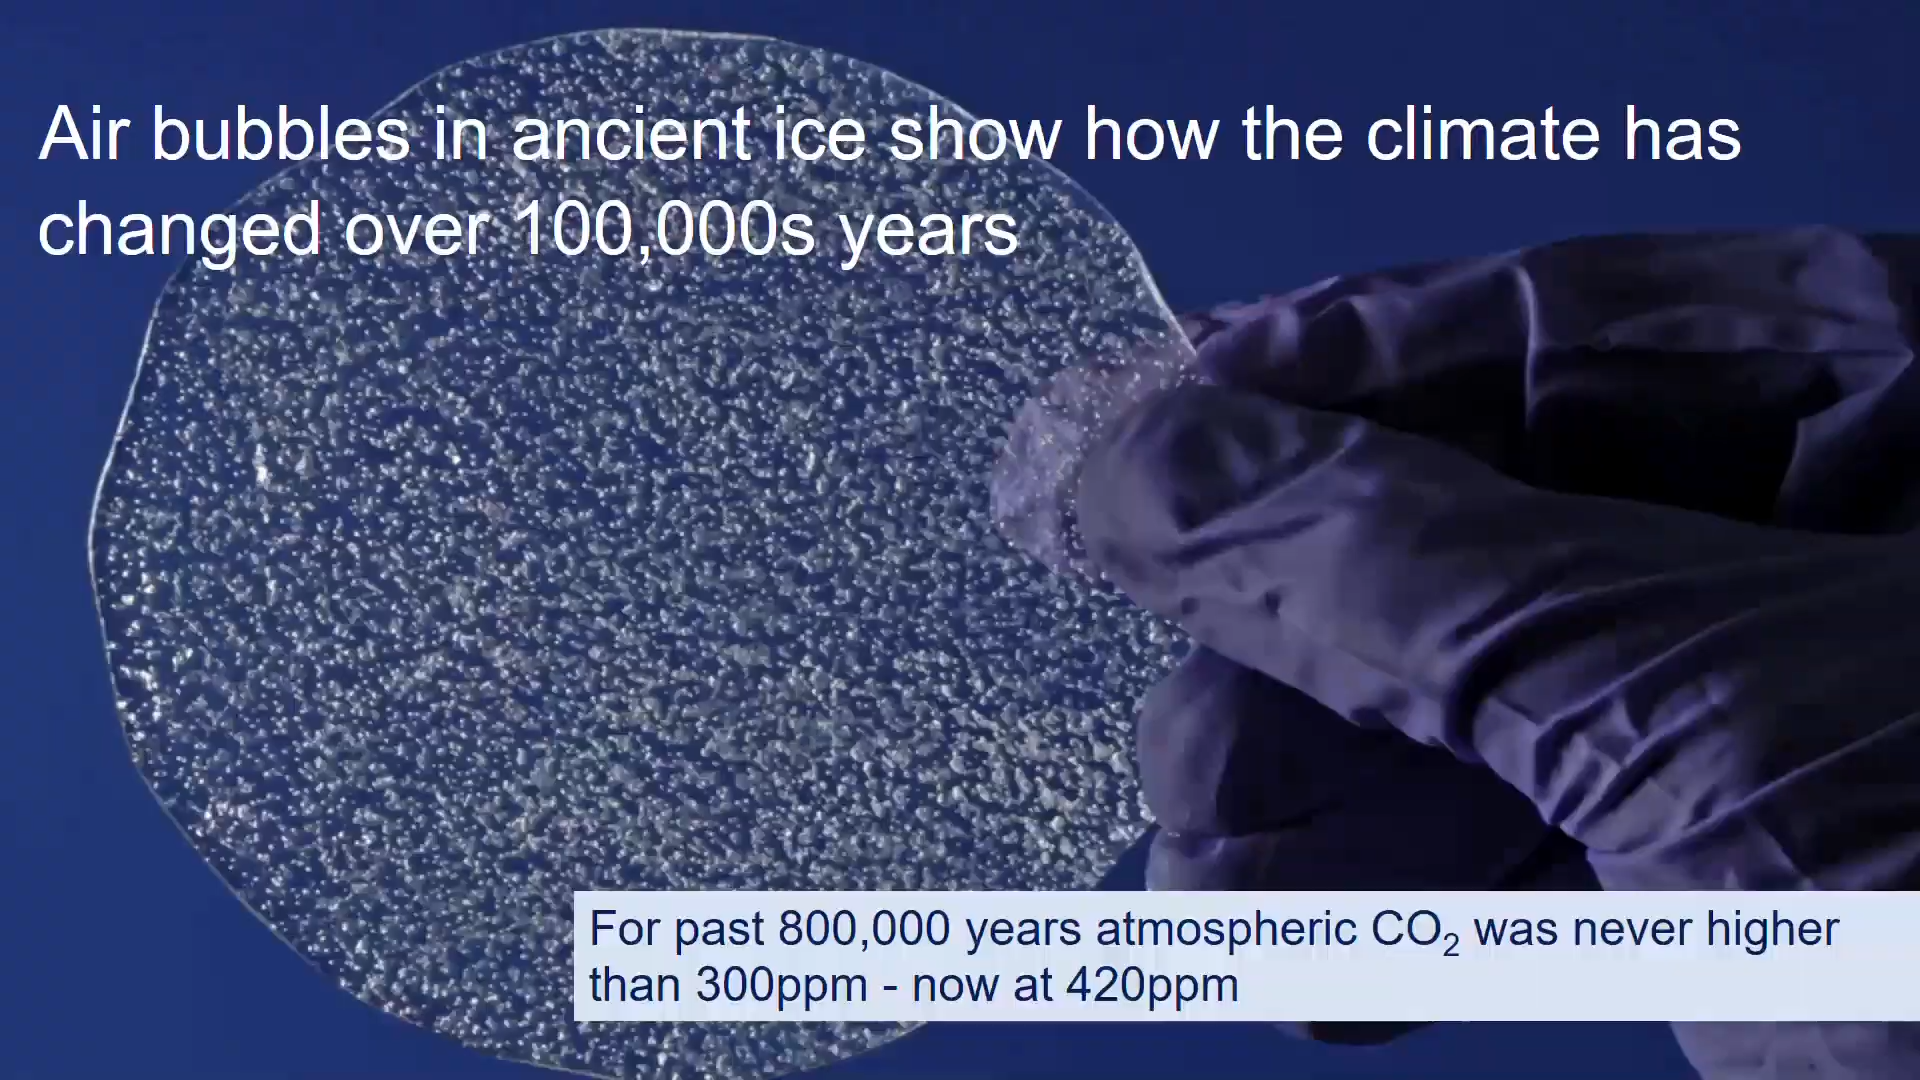 Air bubbles in ancient ice show how the climate has
changed over 100,000s years
For past 800,000 years atmospheric CO₂ was never higher
than 300ppm - now at 420ppm